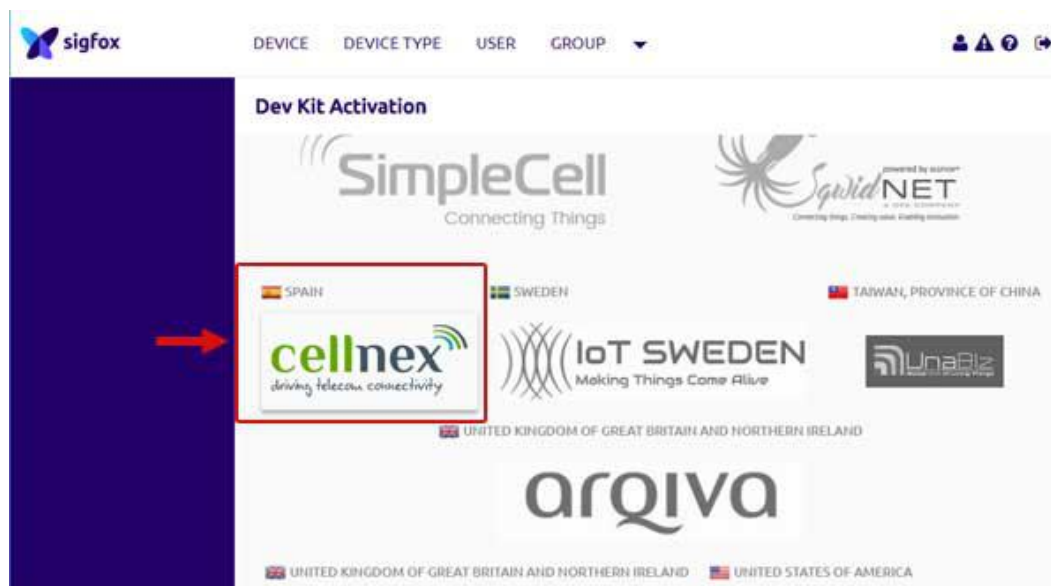 sigfox
DEVICE DEVICE TYPE USER GROUP
Dev Kit Activation
SimpleCell
Connecting Things
SqwidNET
SPAIN
SWEDEN
TAIWAN, PROVINCE OF CHINA
cellnex
driving telecom connectivity
IoT SWEDEN
Making Things Come Alive
UnaBiz
UNITED KINGDOM OF GREAT BRITAIN AND NORTHERN IRELAND
arqiva
UNITED KINGDOM OF GREAT BRITAIN AND NORTHERN IRELAND
UNITED STATES OF AMERICA